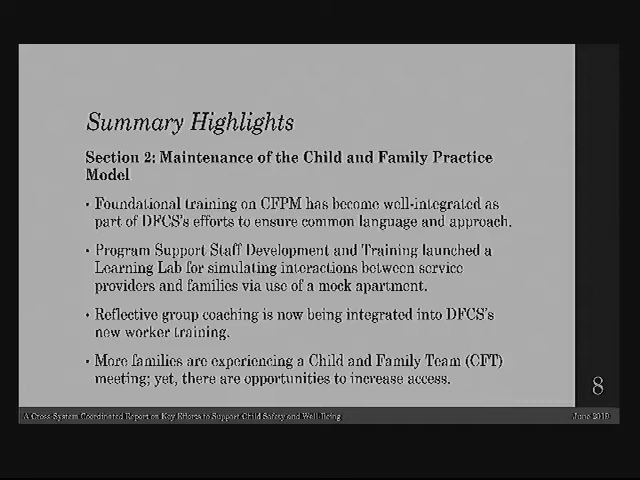 Summary Highlights
Section 2: Maintenance of the Child and Family Practice
Model
• Foundational training on CFPM has become well-integrated as
part of DFCS's efforts to ensure common language and approach.
• Program Support Staff Development and Training launched a
Learning Lab for simulating interactions between service
providers and families via use of a mock apartment.
• Reflective group coaching is now being integrated into DFCS's
new worker training.
• More families are experiencing a Child and Family Team (CFT)
meeting; yet, there are opportunities to increase access.
8
A Cross-System Coordinated Report on Key Efforts to Support Child Safety and Well-Being
June 2019